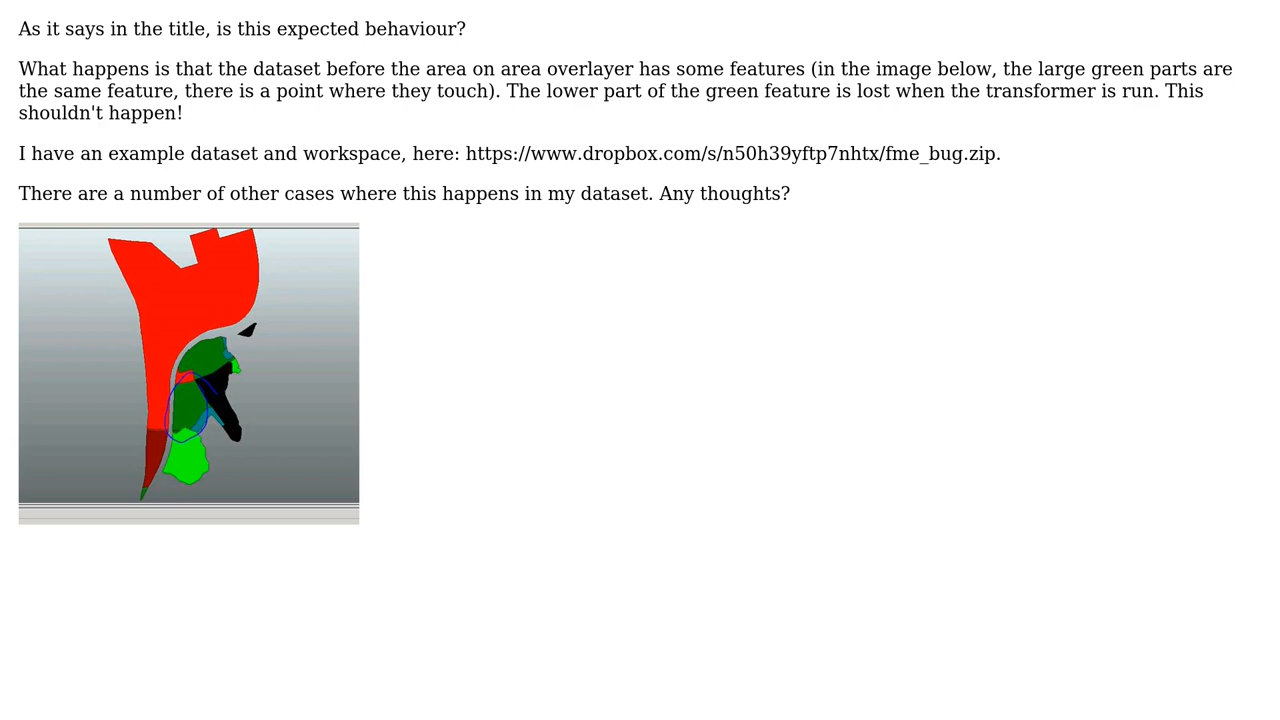 As it says in the title, is this expected behaviour?
What happens is that the dataset before the area on area overlayer has some features (in the image below, the large green parts are
the same feature, there is a point where they touch). The lower part of the green feature is lost when the transformer is run. This
shouldn't happen!
I have an example dataset and workspace, here: https://www.dropbox.com/s/n50h39yftp7nhtx/fme_bug.zip.
There are a number of other cases where this happens in my dataset. Any thoughts?